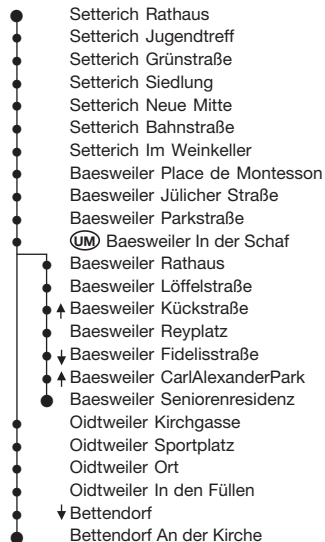 Setterich Rathaus
Setterich Jugendtreff
Setterich Grünstraße
Setterich Siedlung
Setterich Neue Mitte
Setterich Bahnstraße
Setterich Im Weinkeller
Baesweiler Place de Montesson
Baesweiler Jülicher Straße
Baesweiler Parkstraße
UM Baesweiler In der Schaf
Baesweiler Rathaus
Baesweiler Löffelstraße
Baesweiler Kückstraße
Baesweiler Reyplatz
Baesweiler Fidelisstraße
Baesweiler CarlAlexanderPark
Baesweiler Seniorenresidenz
Oidtweiler Kirchgasse
Oidtweiler Sportplatz
Oidtweiler Ort
Oidtweiler In den Füllen
Bettendorf
Bettendorf An der Kirche